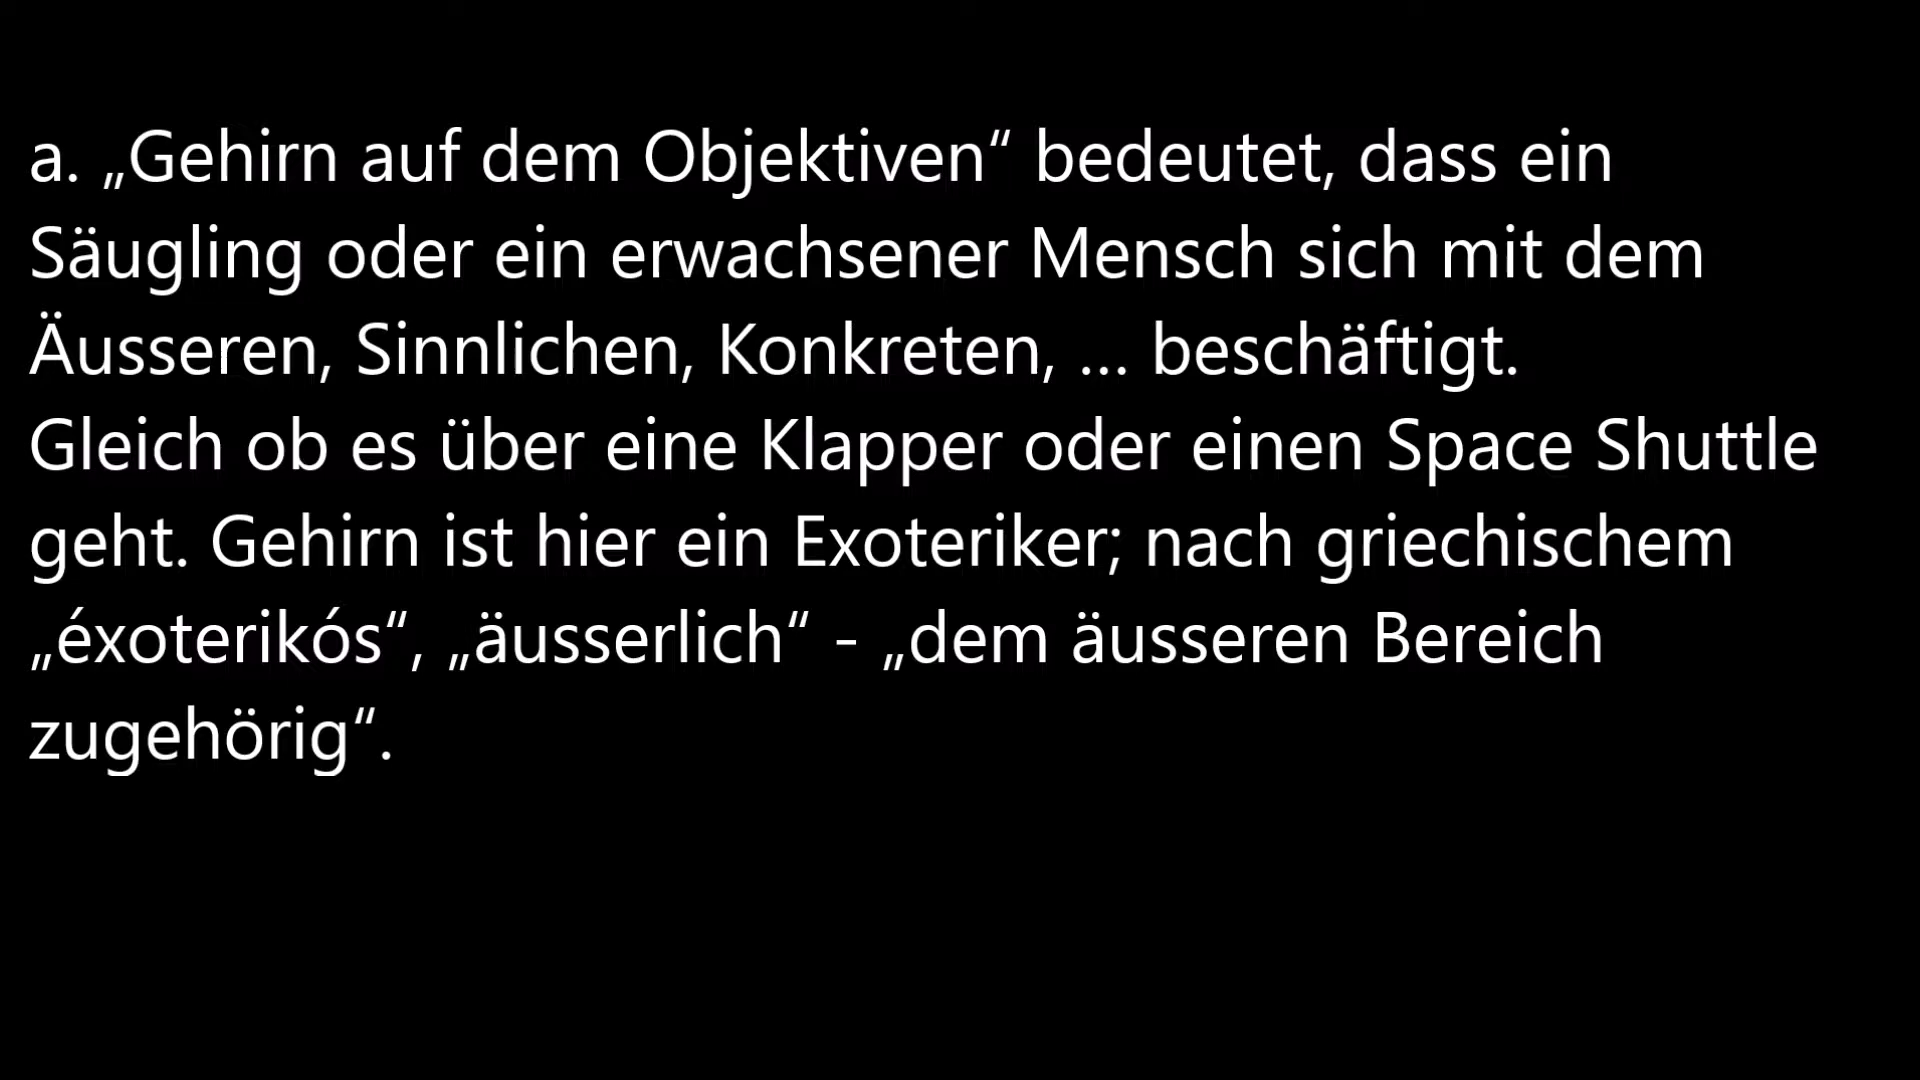 a. „Gehirn auf dem Objektiven“ bedeutet, dass ein
Säugling oder ein erwachsener Mensch sich mit dem
Äusseren, Sinnlichen, Konkreten, … beschäftigt.
Gleich ob es über eine Klapper oder einen Space Shuttle
geht. Gehirn ist hier ein Exoteriker; nach griechischem
„éxoterikós“, „äusserlich“ - „dem äusseren Bereich
zugehörig“.